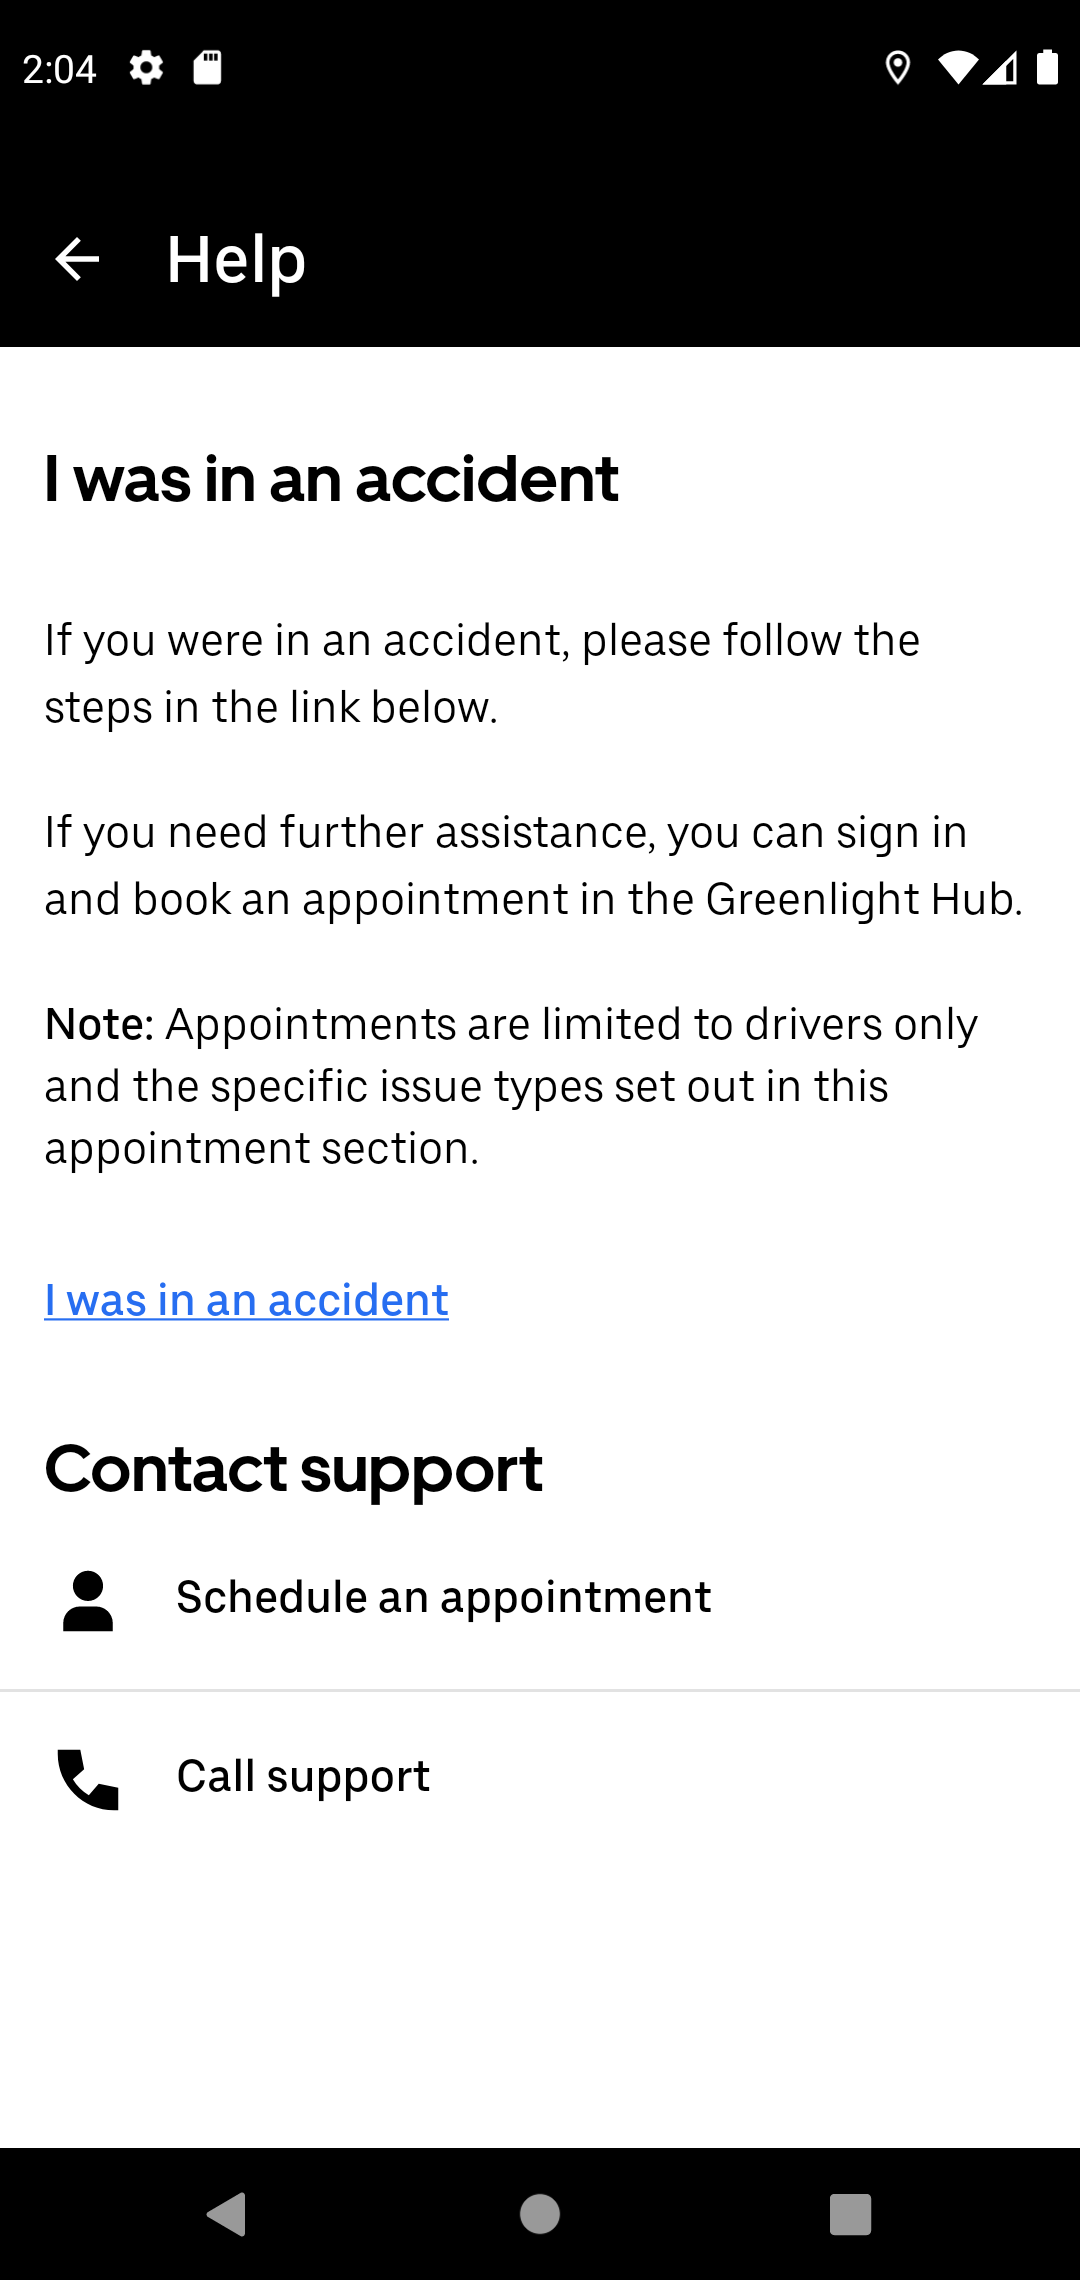 2:04
Help
I was in an accident
If you were in an accident, please follow the
steps in the link below.
If you need further assistance, you can sign in
and book an appointment in the Greenlight Hub.
Note: Appointments are limited to drivers only
and the specific issue types set out in this
appointment section.
I was in an accident
Contact support
Schedule an appointment
Call support